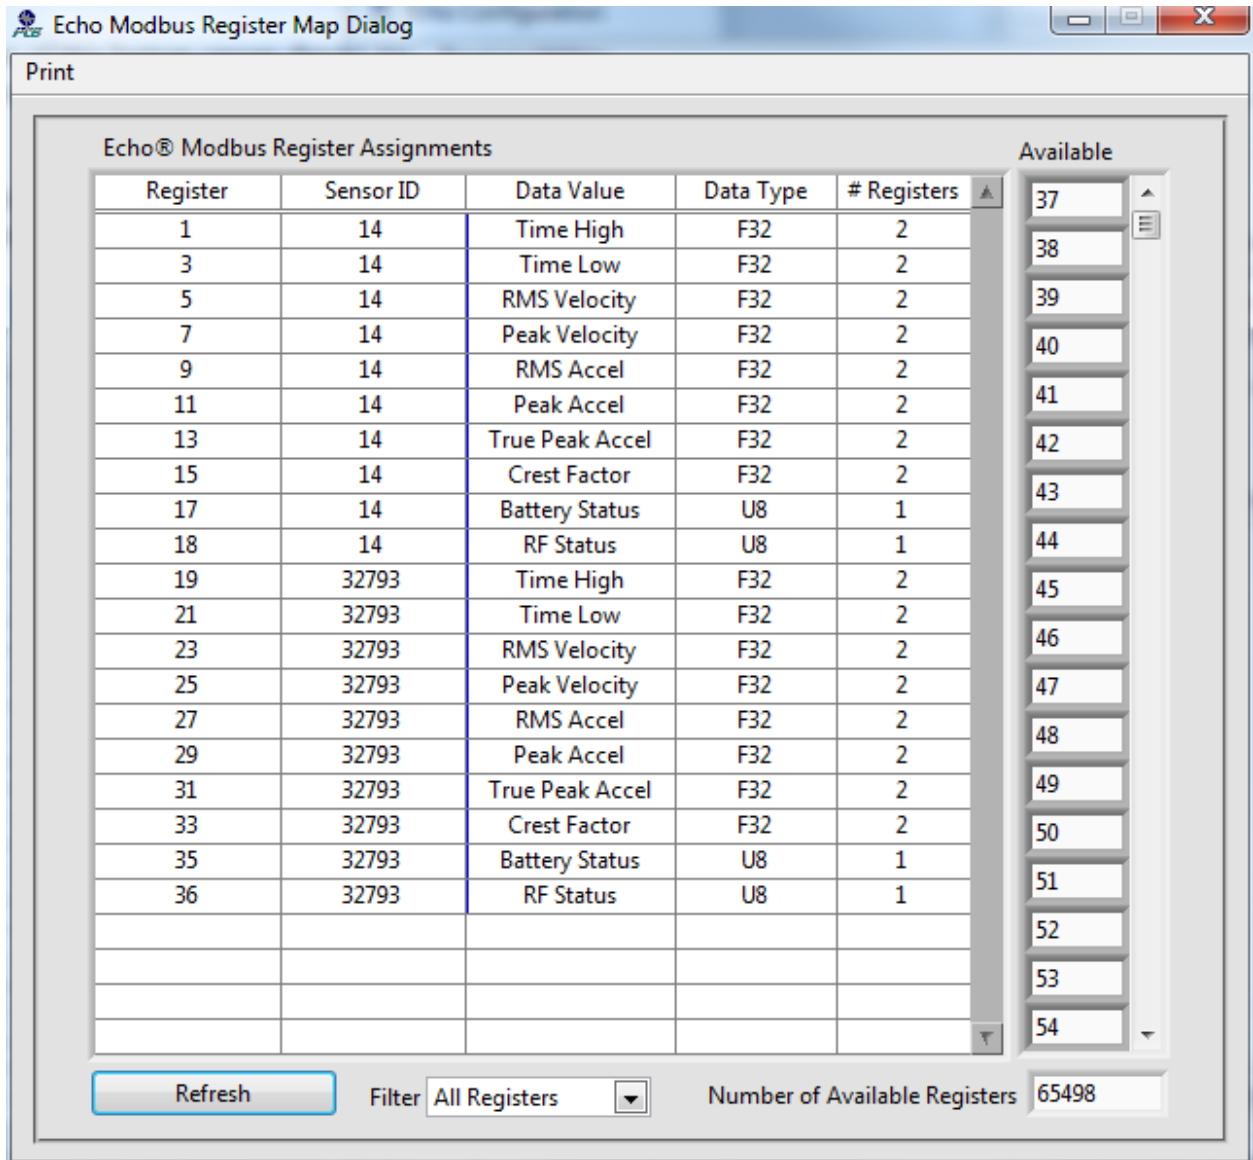 Echo Modbus Register Map Dialog
Print
Echo® Modbus Register Assignments
Available
Register Sensor ID Data Value Data Type # Registers
1 14 Time High F32 2
3 14 Time Low F32 2
5 14 RMS Velocity F32 2
7 14 Peak Velocity F32 2
9 14 RMS Accel F32 2
11 14 Peak Accel F32 2
13 14 True Peak Accel F32 2
15 14 Crest Factor F32 2
17 14 Battery Status U8 1
18 14 RF Status U8 1
19 32793 Time High F32 2
21 32793 Time Low F32 2
23 32793 RMS Velocity F32 2
25 32793 Peak Velocity F32 2
27 32793 RMS Accel F32 2
29 32793 Peak Accel F32 2
31 32793 True Peak Accel F32 2
33 32793 Crest Factor F32 2
35 32793 Battery Status U8 1
36 32793 RF Status U8 1
37
38
39
40
41
42
43
44
45
46
47
48
49
50
51
52
53
54
Refresh Filter All Registers Number of Available Registers 65498